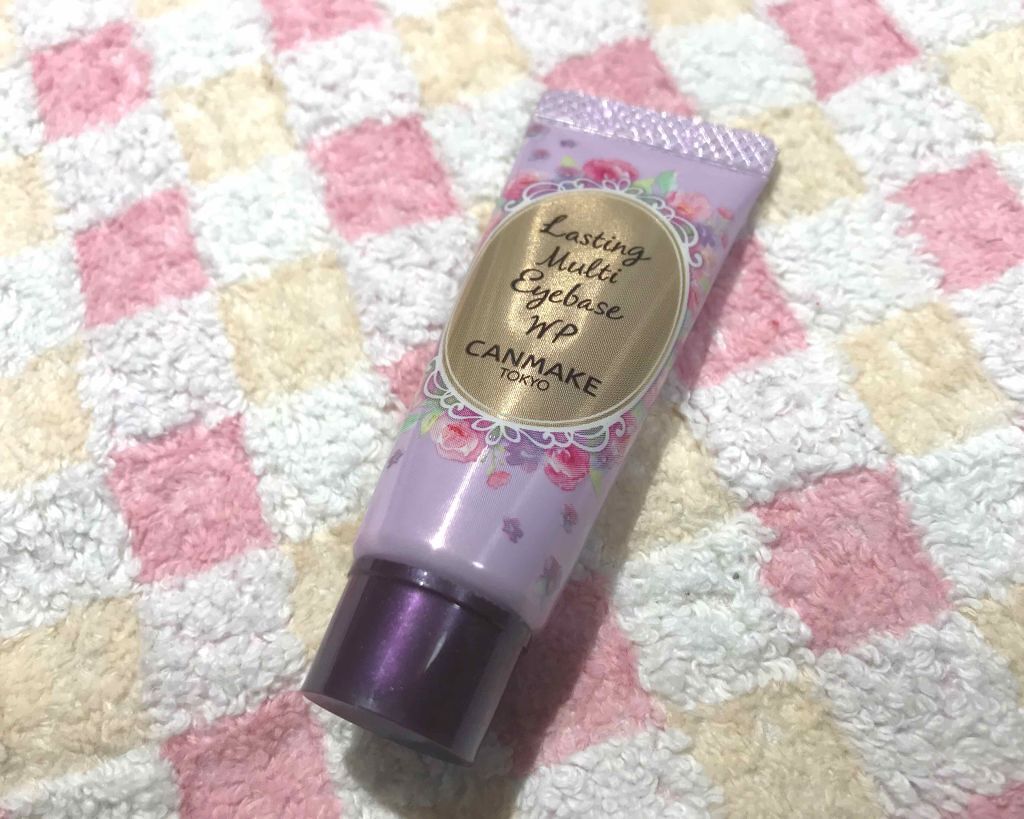 Lasting
Multi
Eyebase
WP
CANMAKE
TOKYO